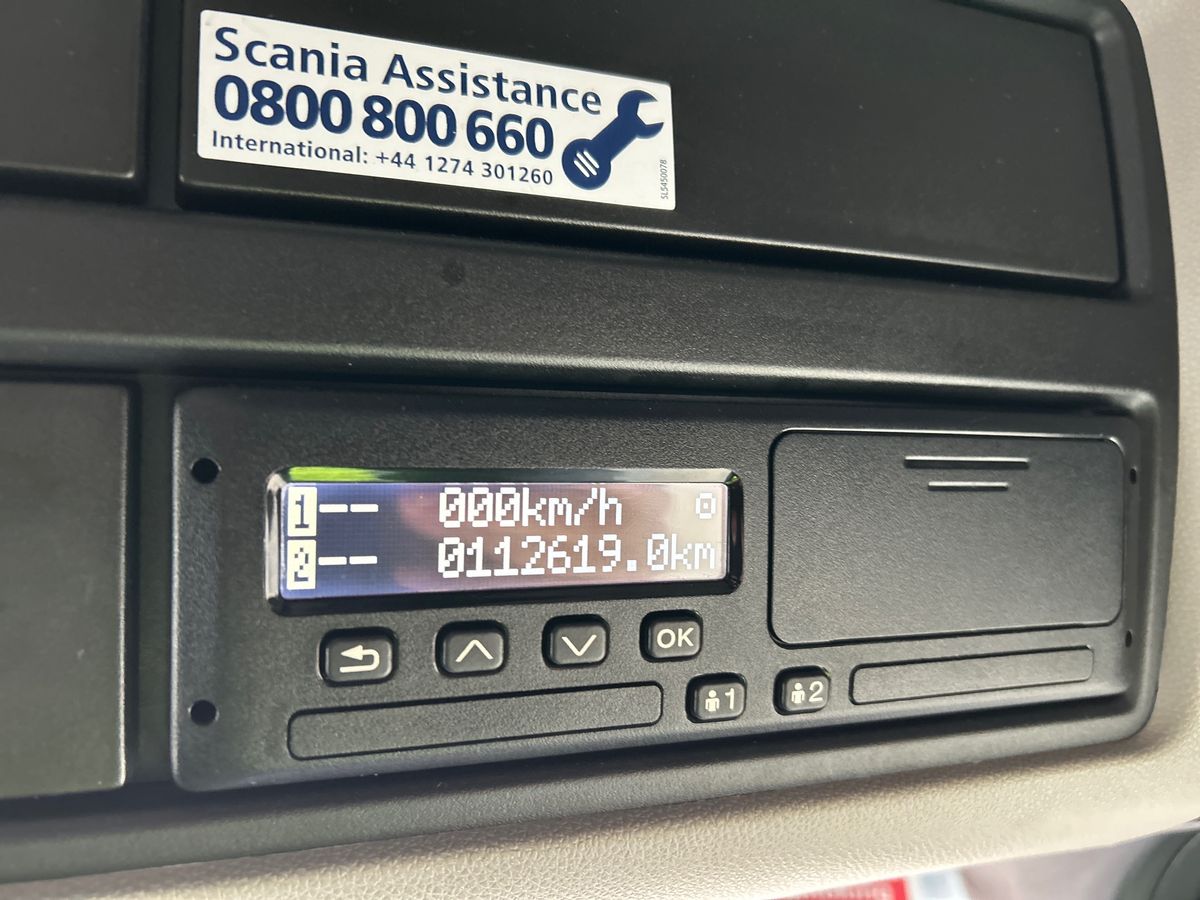 Scania Assistance
0800 800 660
International: +44 1274 301260
SL5450078
1-- 000km/h
2-- 0112619.0km
OK
1 2